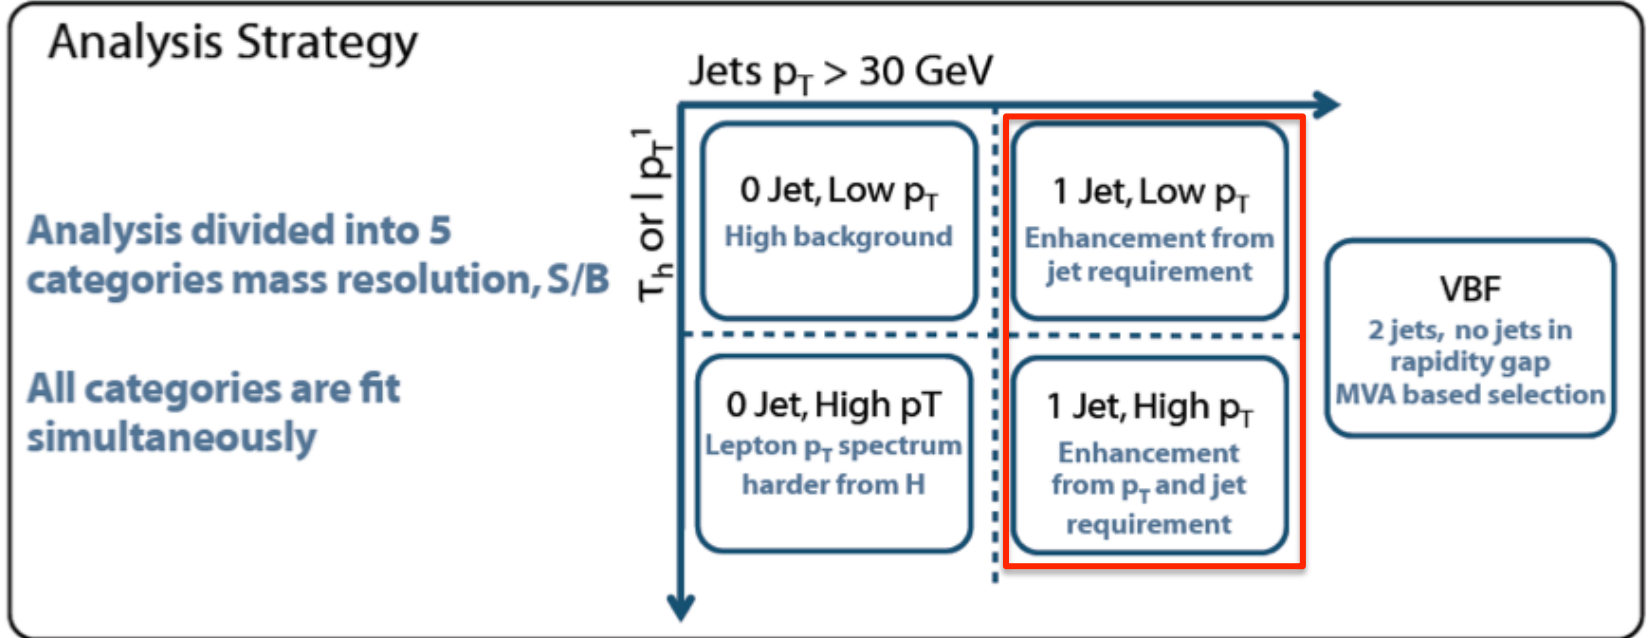 Analysis Strategy
Jets pT > 30 GeV
τh or l pT1
Analysis divided into 5
categories mass resolution, S/B
All categories are fit
simultaneously
0 Jet, Low pT
High background
1 Jet, Low pT
Enhancement from
jet requirement
0 Jet, High pT
Lepton pT spectrum
harder from H
1 Jet, High pT
Enhancement
from pT and jet
requirement
VBF
2 jets, no jets in
rapidity gap
MVA based selection